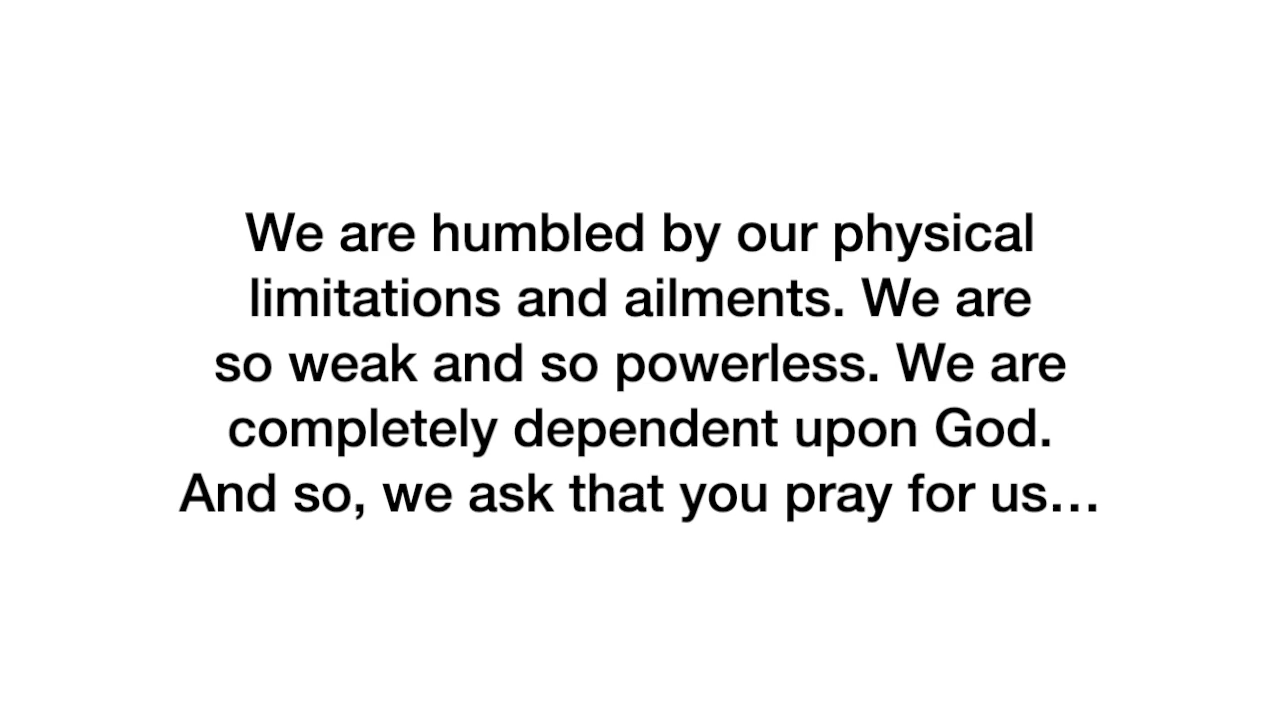 We are humbled by our physical
limitations and ailments. We are
so weak and so powerless. We are
completely dependent upon God.
And so, we ask that you pray for us…